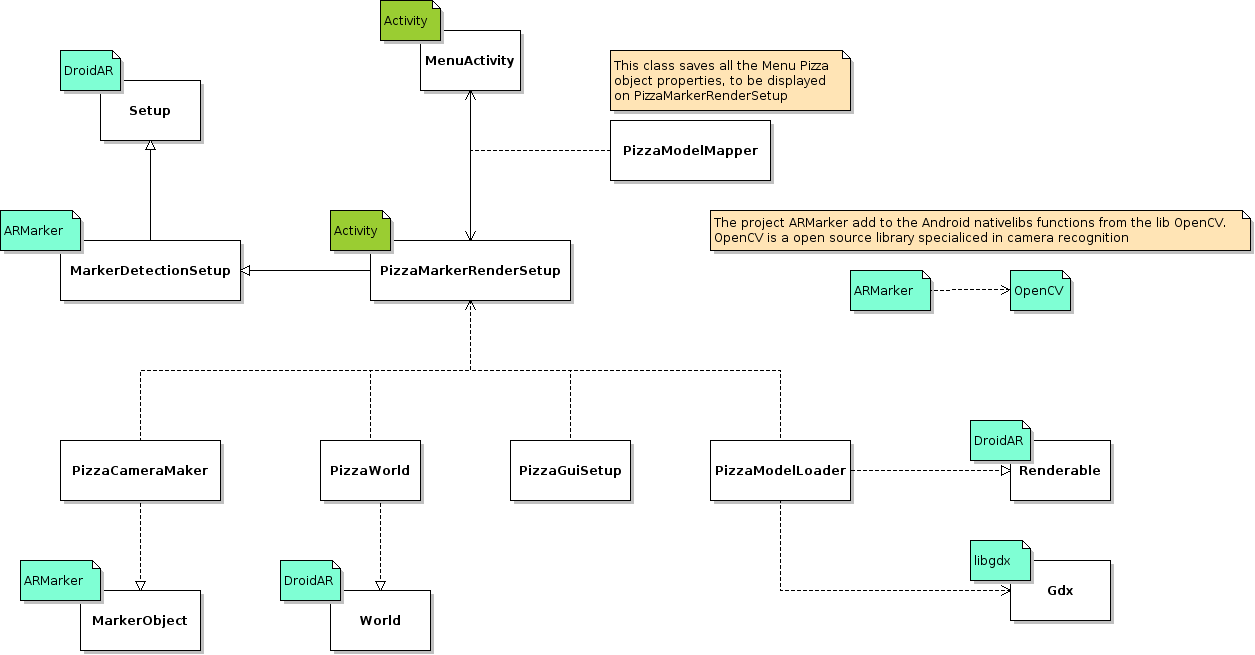 Activity
MenuActivity
DroidAR
Setup
This class saves all the Menu Pizza
object properties, to be displayed
on PizzaMarkerRenderSetup
PizzaModelMapper
ARMarker
MarkerDetectionSetup
Activity
PizzaMarkerRenderSetup
The project ARMarker add to the Android nativelibs functions from the lib OpenCV.
OpenCV is a open source library specialiced in camera recognition
ARMarker
OpenCV
PizzaCameraMaker
PizzaWorld
PizzaGuiSetup
PizzaModelLoader
DroidAR
Renderable
ARMarker
MarkerObject
DroidAR
World
libgdx
Gdx